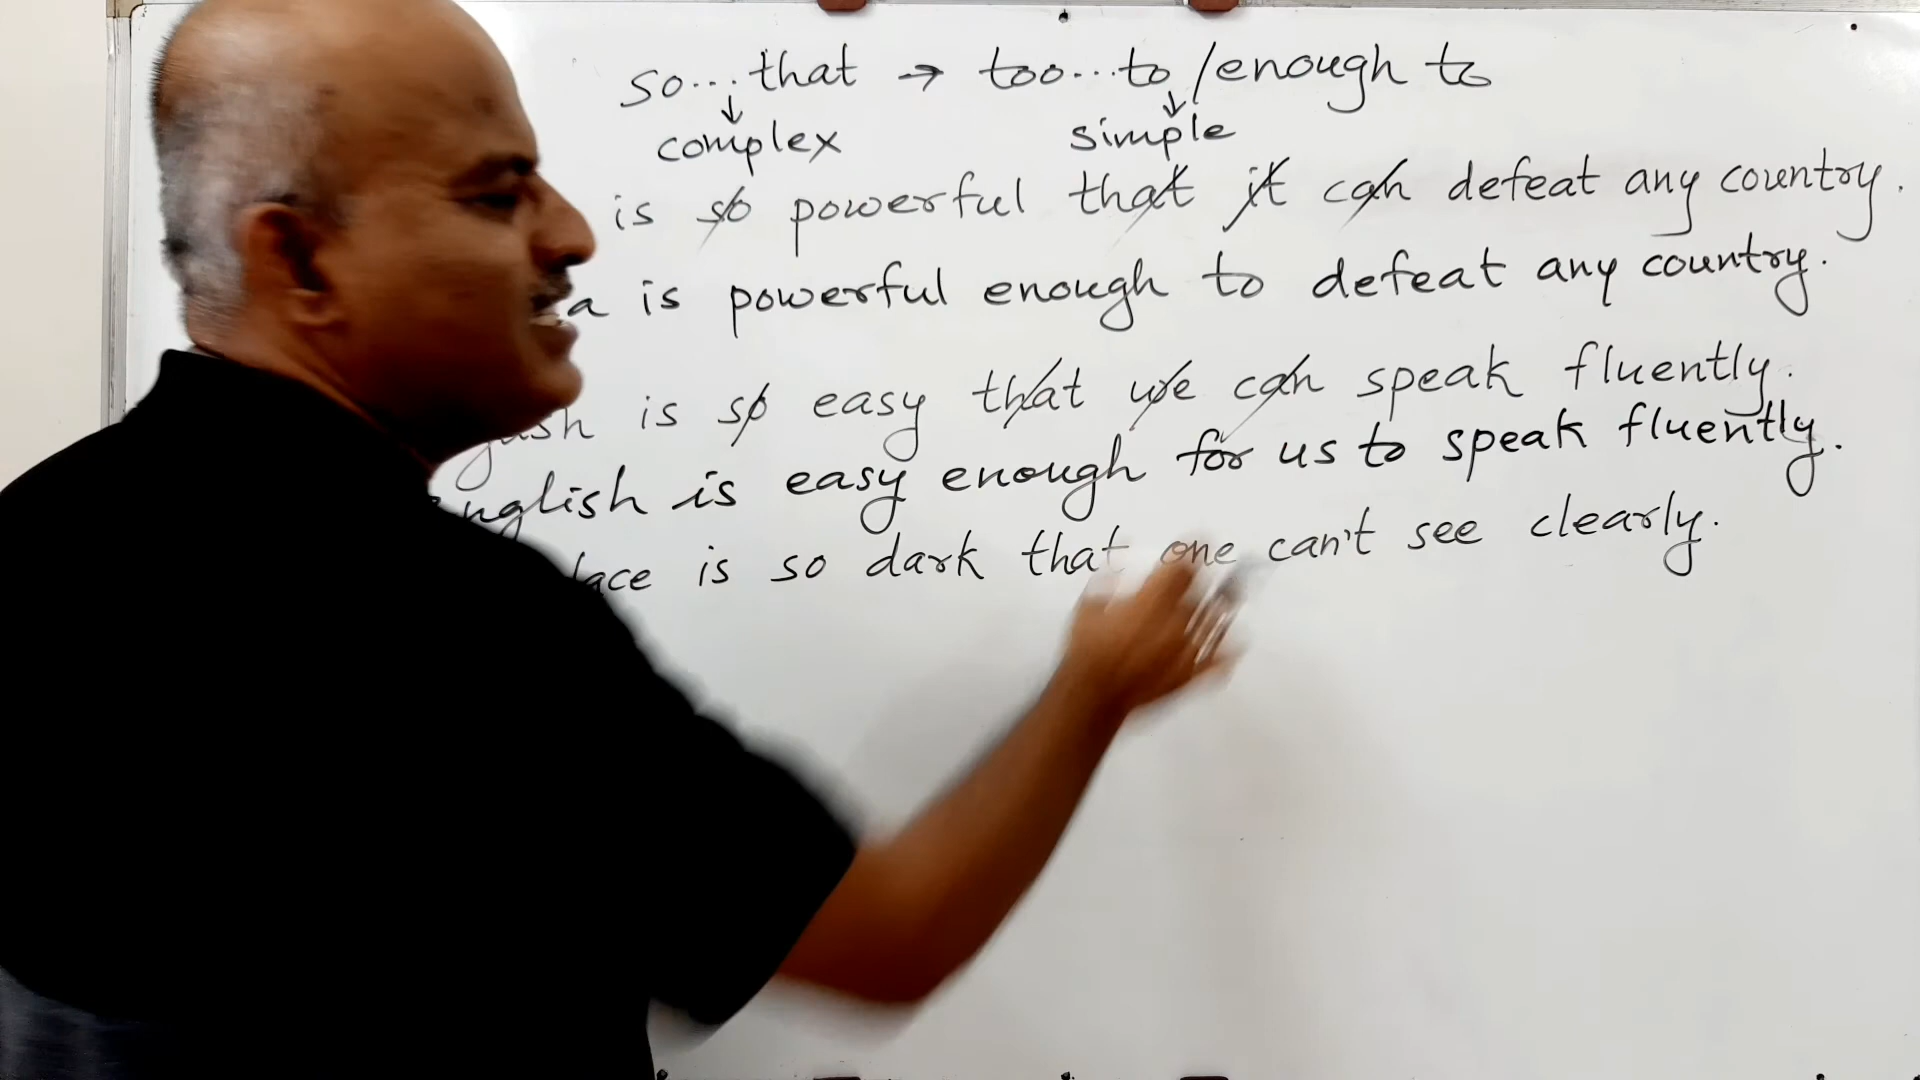 so...that → too...to /enough to
complex simple
is so powerful that it can defeat any country.
a is powerful enough to defeat any country.
is so easy that we can speak fluently.
English is easy enough for us to speak fluently.
is so dark that one can't see clearly.